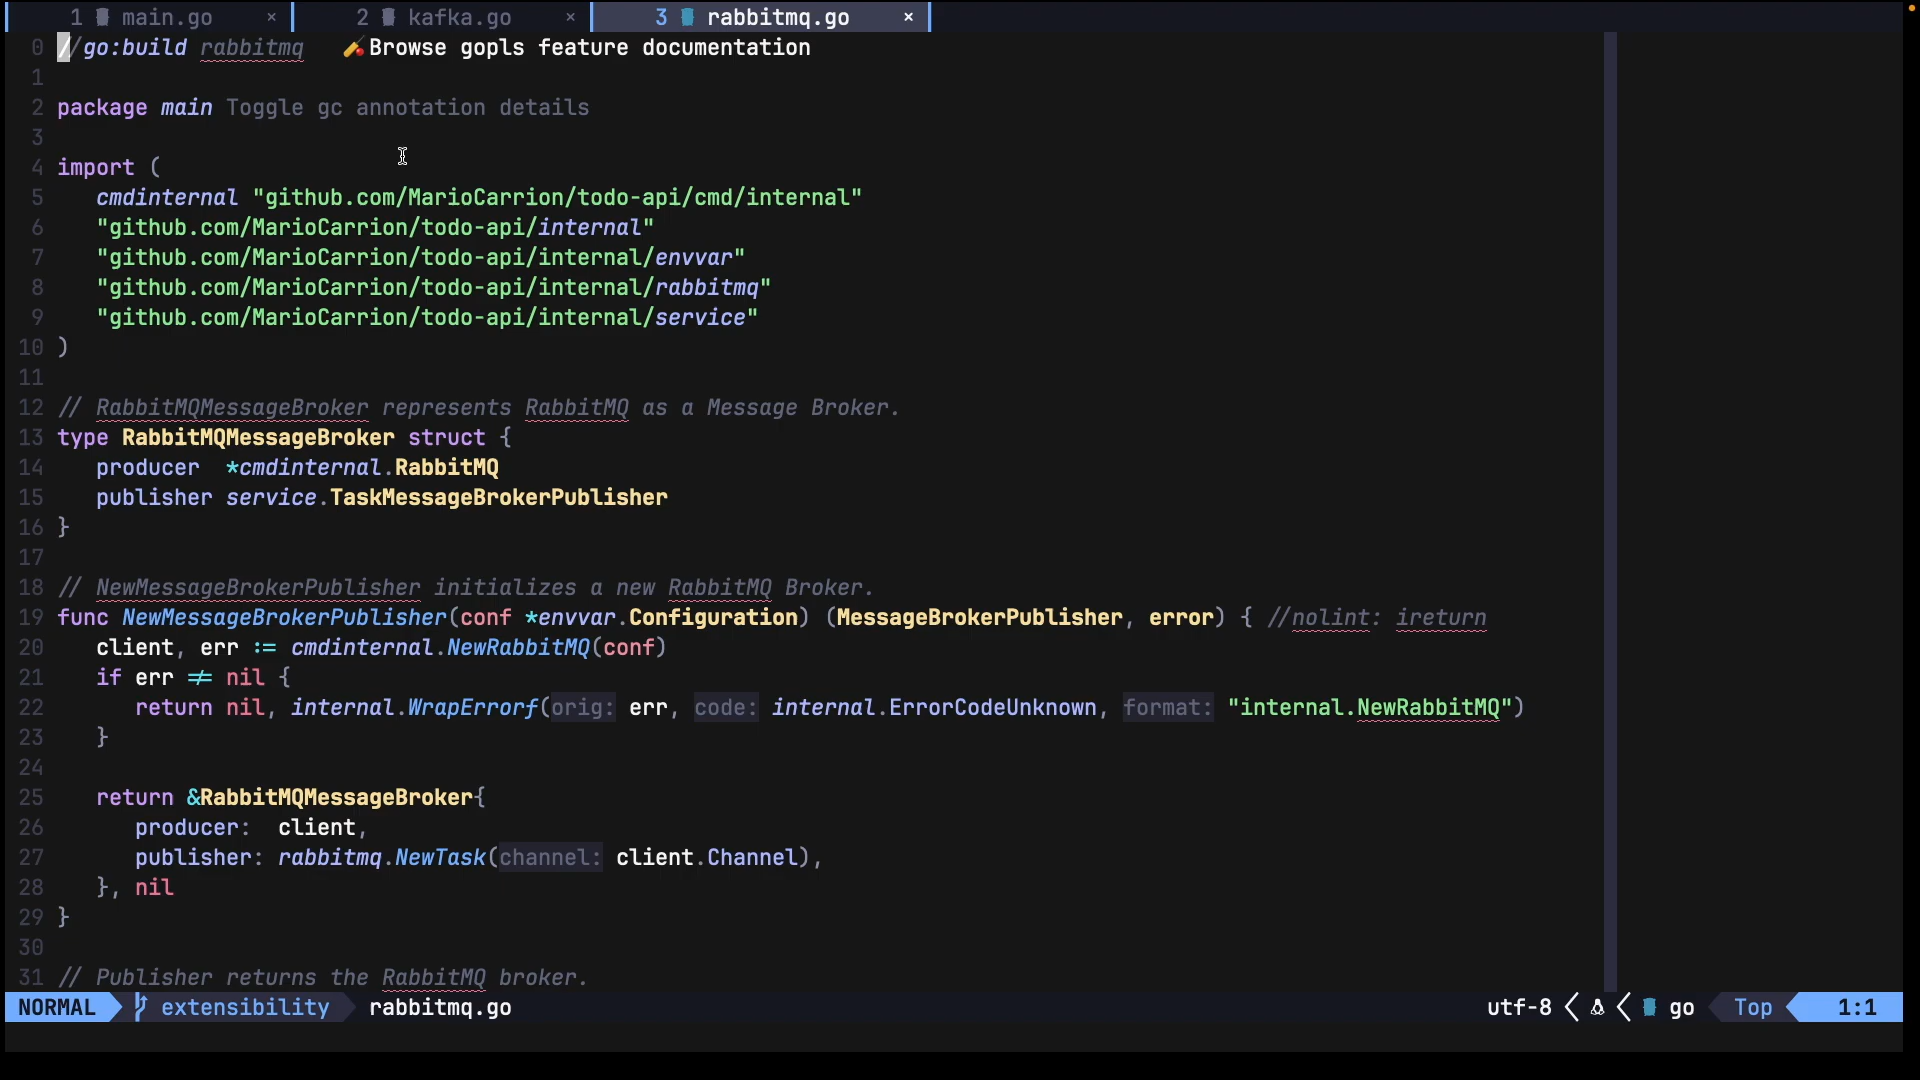 1 main.go × 2 kafka.go × 3 rabbitmq.go ×
0 //go:build rabbitmq Browse gopls feature documentation
1
2 package main Toggle gc annotation details
3
4 import (
5 cmdinternal "github.com/MarioCarrion/todo-api/cmd/internal"
6 "github.com/MarioCarrion/todo-api/internal"
7 "github.com/MarioCarrion/todo-api/internal/envvar"
8 "github.com/MarioCarrion/todo-api/internal/rabbitmq"
9 "github.com/MarioCarrion/todo-api/internal/service"
10 )
11
12 // RabbitMQMessageBroker represents RabbitMQ as a Message Broker.
13 type RabbitMQMessageBroker struct {
14 producer *cmdinternal.RabbitMQ
15 publisher service.TaskMessageBrokerPublisher
16 }
17
18 // NewMessageBrokerPublisher initializes a new RabbitMQ Broker.
19 func NewMessageBrokerPublisher(conf *envvar.Configuration) (MessageBrokerPublisher, error) { //nolint: ireturn
20 client, err := cmdinternal.NewRabbitMQ(conf)
21 if err != nil {
22 return nil, internal.WrapErrorf(orig: err, code: internal.ErrorCodeUnknown, format: "internal.NewRabbitMQ")
23 }
24
25 return &RabbitMQMessageBroker{
26 producer: client,
27 publisher: rabbitmq.NewTask(channel: client.Channel),
28 }, nil
29 }
30
31 // Publisher returns the RabbitMQ broker.
NORMAL extensibility rabbitmq.go utf-8 go Top 1:1